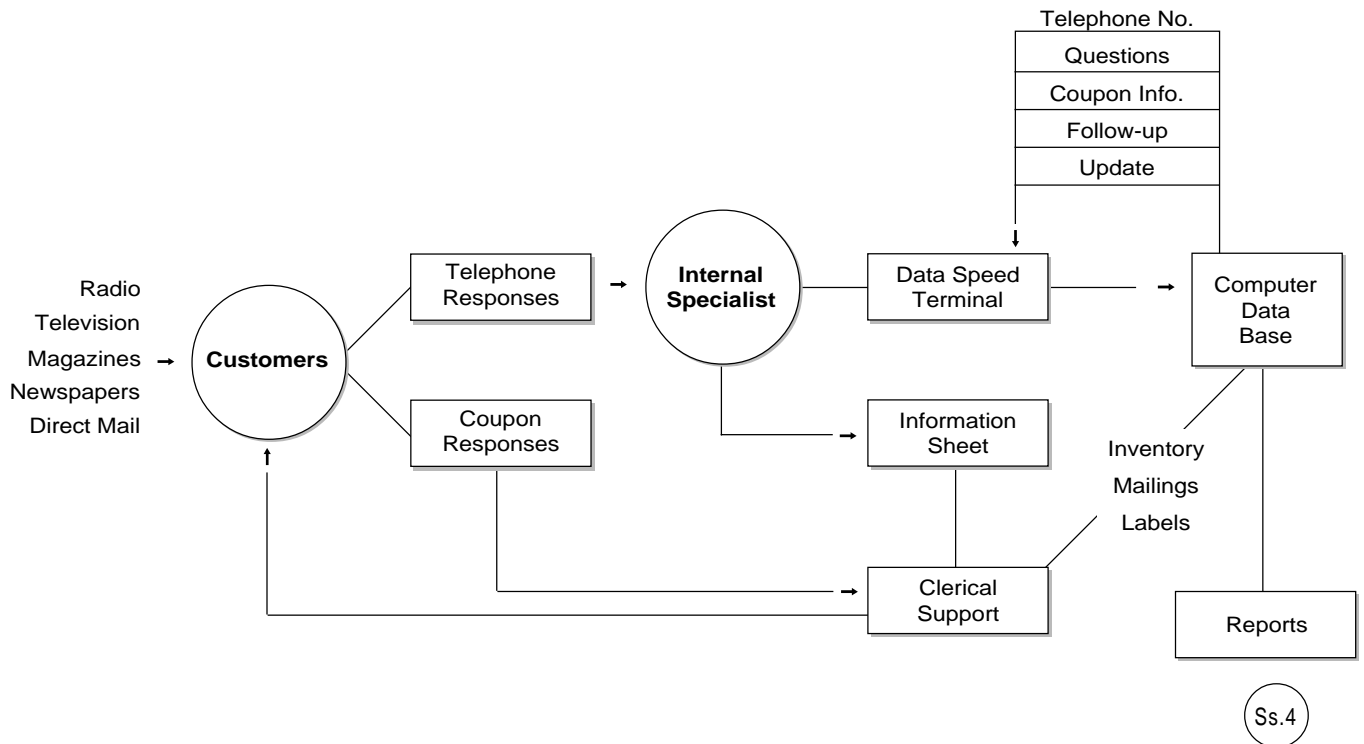 Telephone No.
Questions
Coupon Info.
Follow-up
Update
Radio
Television
Magazines
Newspapers
Direct Mail
Customers
Telephone
Responses
Coupon
Responses
Internal
Specialist
Data Speed
Terminal
Computer
Data
Base
Information
Sheet
Inventory
Mailings
Labels
Clerical
Support
Reports
Ss.4